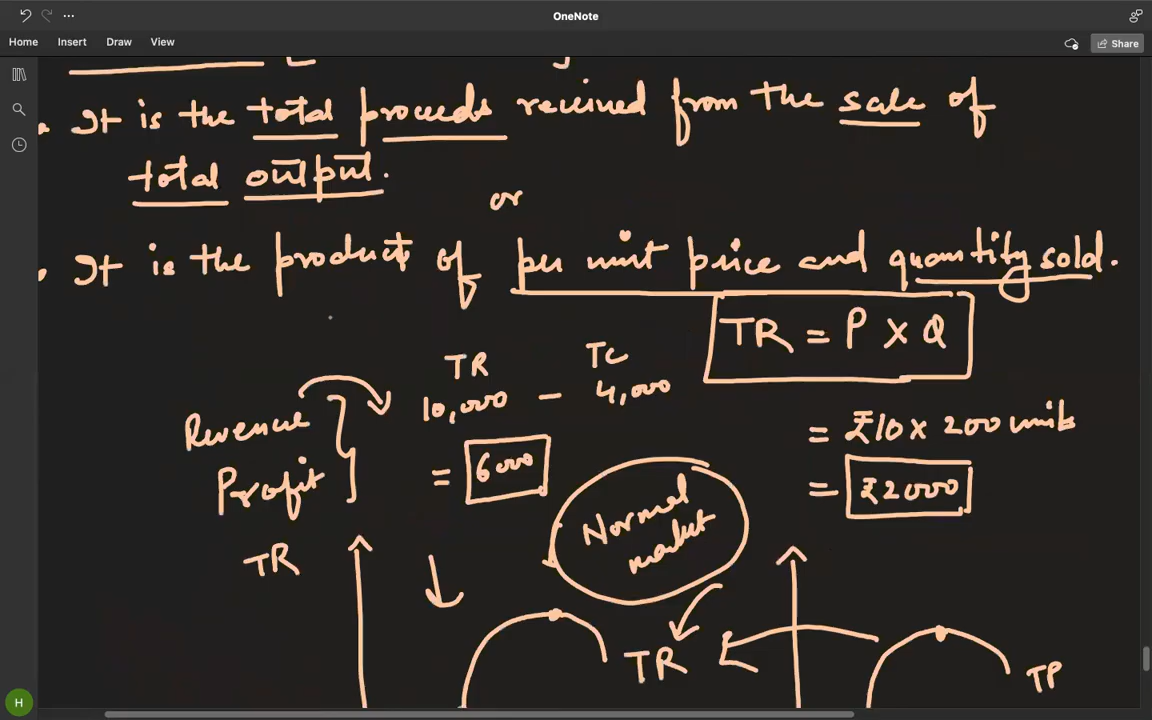 OneNote
Home Insert Draw View
Share
It is the total proceeds received from the sale of
total output.
or
It is the product of per unit price and quantity sold.
TR = P X Q
TR TC
10,000 - 4,000
= 6000
Revenue
Profit
= ₹10 x 200 units
= ₹2000
Normal
market
TR
TR
TP
H